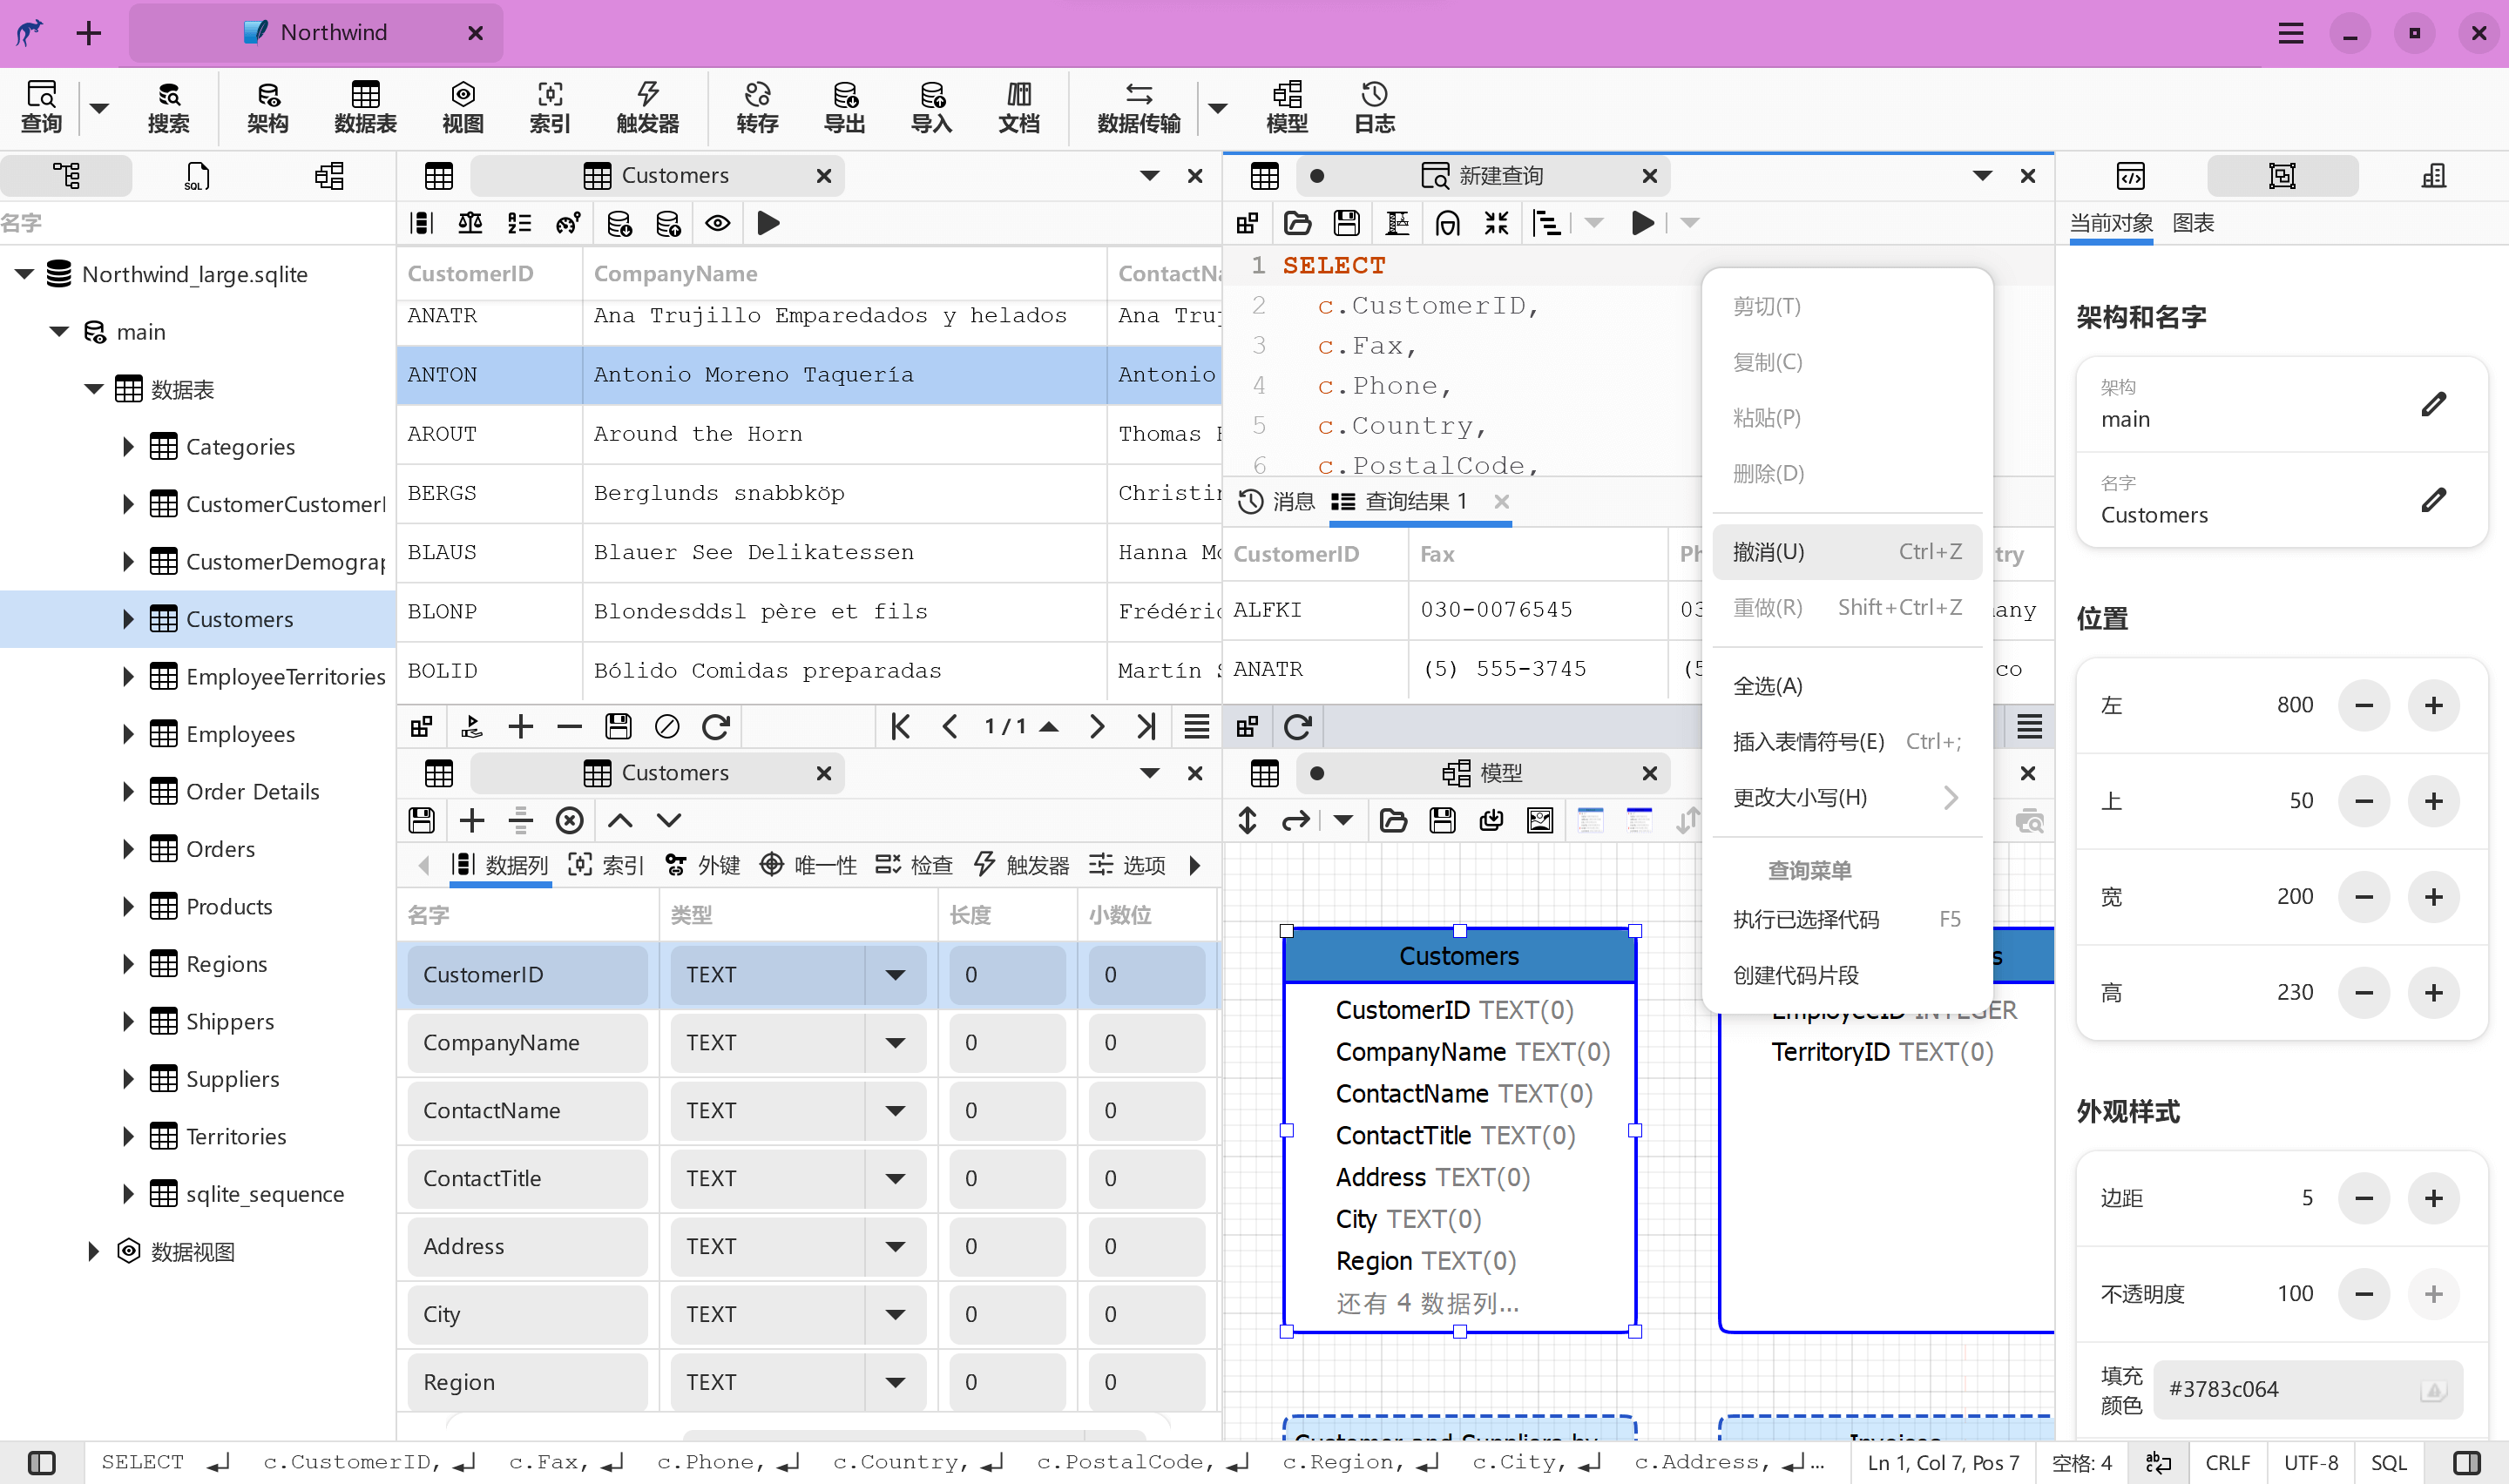 Northwind
查询
搜索
架构
数据表
视图
索引
触发器
转存
导出
导入
文档
数据传输
模型
日志
名字
Northwind_large.sqlite
main
数据表
Categories
CustomerCustomer
CustomerDemogra
Customers
EmployeeTerritories
Employees
Order Details
Orders
Products
Regions
Shippers
Suppliers
Territories
sqlite_sequence
数据视图
Customers
CustomerID CompanyName ContactNa
ANATR Ana Trujillo Emparedados y helados Ana Tru
ANTON Antonio Moreno Taquería Antonio
AROUT Around the Horn Thomas
BERGS Berglunds snabbköp Christin
BLAUS Blauer See Delikatessen Hanna Mo
BLONP Blondesddsl père et fils Frédéric
BOLID Bólido Comidas preparadas Martín
1 / 1
Customers
数据列 索引 外键 唯一性 检查 触发器 选项
名字 类型 长度 小数位
CustomerID TEXT 0 0
CompanyName TEXT 0 0
ContactName TEXT 0 0
ContactTitle TEXT 0 0
Address TEXT 0 0
City TEXT 0 0
Region TEXT 0 0
新建查询
1 SELECT
2 c.CustomerID,
3 c.Fax,
4 c.Phone,
5 c.Country,
6 c.PostalCode,
消息 查询结果 1
CustomerID Fax Ph try
ALFKI 030-0076545 03 any
ANATR (5) 555-3745 (5 co
剪切(T)
复制(C)
粘贴(P)
删除(D)
撤消(U) Ctrl+Z
重做(R) Shift+Ctrl+Z
全选(A)
插入表情符号(E) Ctrl+;
更改大小写(H)
查询菜单
执行已选择代码 F5
创建代码片段
模型
Customers
CustomerID TEXT(0)
CompanyName TEXT(0)
ContactName TEXT(0)
ContactTitle TEXT(0)
Address TEXT(0)
City TEXT(0)
Region TEXT(0)
还有 4 数据列...
s
EmployeeID INTEGER
TerritoryID TEXT(0)
Customer and Suppliers by
Invoices
当前对象 图表
架构和名字
架构
main
名字
Customers
位置
左 800
上 50
宽 200
高 230
外观样式
边距 5
不透明度 100
填充
颜色
#3783c064
SELECT c.CustomerID, c.Fax, c.Phone, c.Country, c.PostalCode, c.Region, c.City, c.Address, ...
Ln 1, Col 7, Pos 7
空格: 4
CRLF
UTF-8
SQL